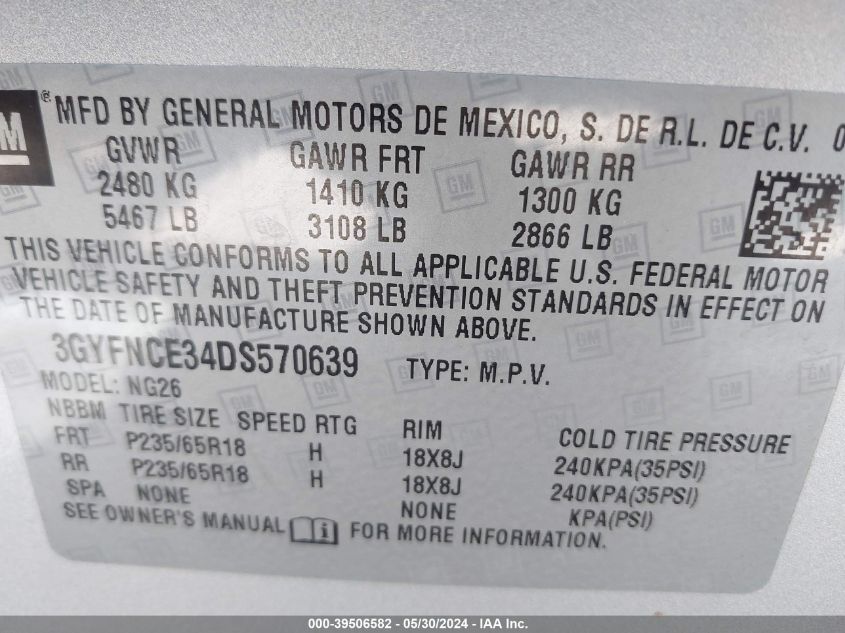 GM
® MFD BY GENERAL MOTORS DE MEXICO, S. DE R.L. DE C.V. 0
GVWR GAWR FRT GAWR RR
2480 KG 1410 KG 1300 KG
5467 LB 3108 LB 2866 LB
THIS VEHICLE CONFORMS TO ALL APPLICABLE U.S. FEDERAL MOTOR
VEHICLE SAFETY AND THEFT PREVENTION STANDARDS IN EFFECT ON
THE DATE OF MANUFACTURE SHOWN ABOVE.
3GYFNCE34DS570639 TYPE: M.P.V.
MODEL: NG26
NBBM TIRE SIZE SPEED RTG RIM COLD TIRE PRESSURE
FRT P235/65R18 H 18X8J 240KPA(35PSI)
RR P235/65R18 H 18X8J 240KPA(35PSI)
SPA NONE NONE KPA(PSI)
SEE OWNER'S MANUAL i FOR MORE INFORMATION.
000-39506582 - 05/30/2024 - IAA Inc.